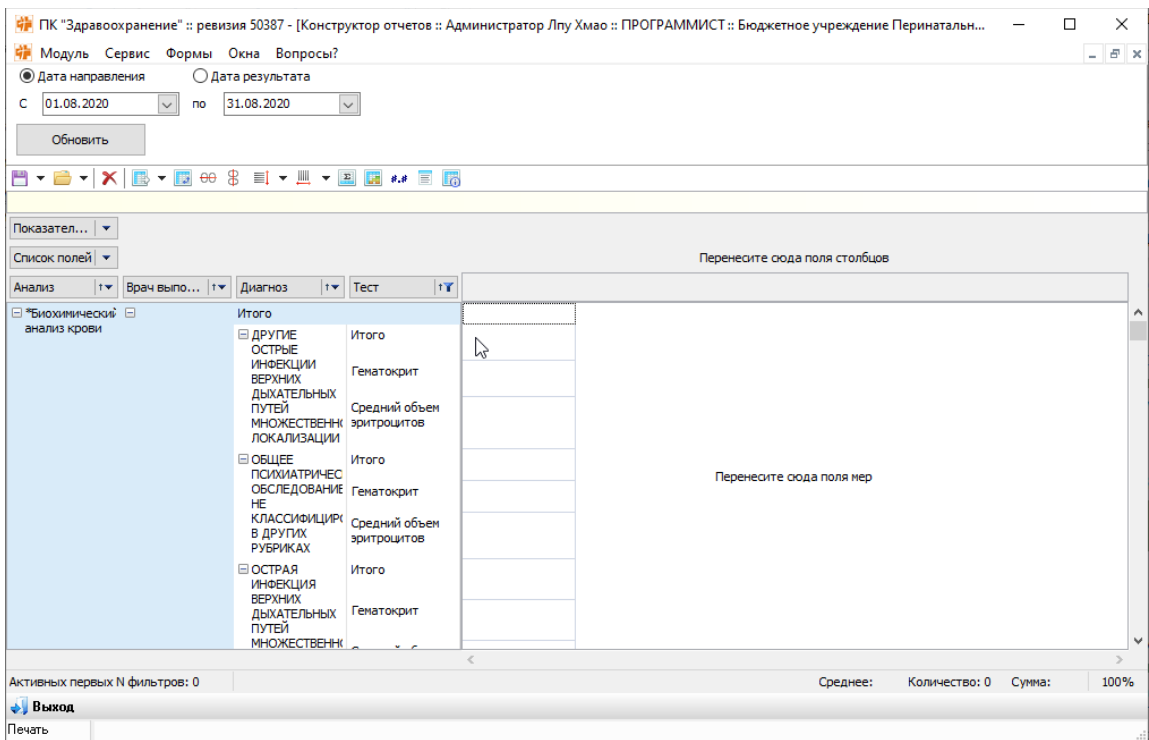 ПК "Здравоохранение" :: ревизия 50387 - [Конструктор отчетов :: Администратор Лпу Хмао :: ПРОГРАММИСТ :: Бюджетное учреждение Перинатальн...
Модуль Сервис Формы Окна Вопросы?
Дата направления Дата результата
С 01.08.2020 по 31.08.2020
Обновить
Показател...
Список полей Перенесите сюда поля столбцов
Анализ Врач выпо... Диагноз Тест
*Биохимический
анализ крови
Итого
ДРУГИЕ
ОСТРЫЕ
ИНФЕКЦИИ
ВЕРХНИХ
ДЫХАТЕЛЬНЫХ
ПУТЕЙ
МНОЖЕСТВЕННО
ЛОКАЛИЗАЦИИ
Итого
Гематокрит
Средний объем
эритроцитов
ОБЩЕЕ
ПСИХИАТРИЧЕС
ОБСЛЕДОВАНИЕ
НЕ
КЛАССИФИЦИРО
В ДРУГИХ
РУБРИКАХ
Итого
Гематокрит
Средний объем
эритроцитов
ОСТРАЯ
ИНФЕКЦИЯ
ВЕРХНИХ
ДЫХАТЕЛЬНЫХ
ПУТЕЙ
МНОЖЕСТВЕННО
Итого
Гематокрит
Перенесите сюда поля мер
Активных первых N фильтров: 0 Среднее: Количество: 0 Сумма: 100%
Выход
Печать